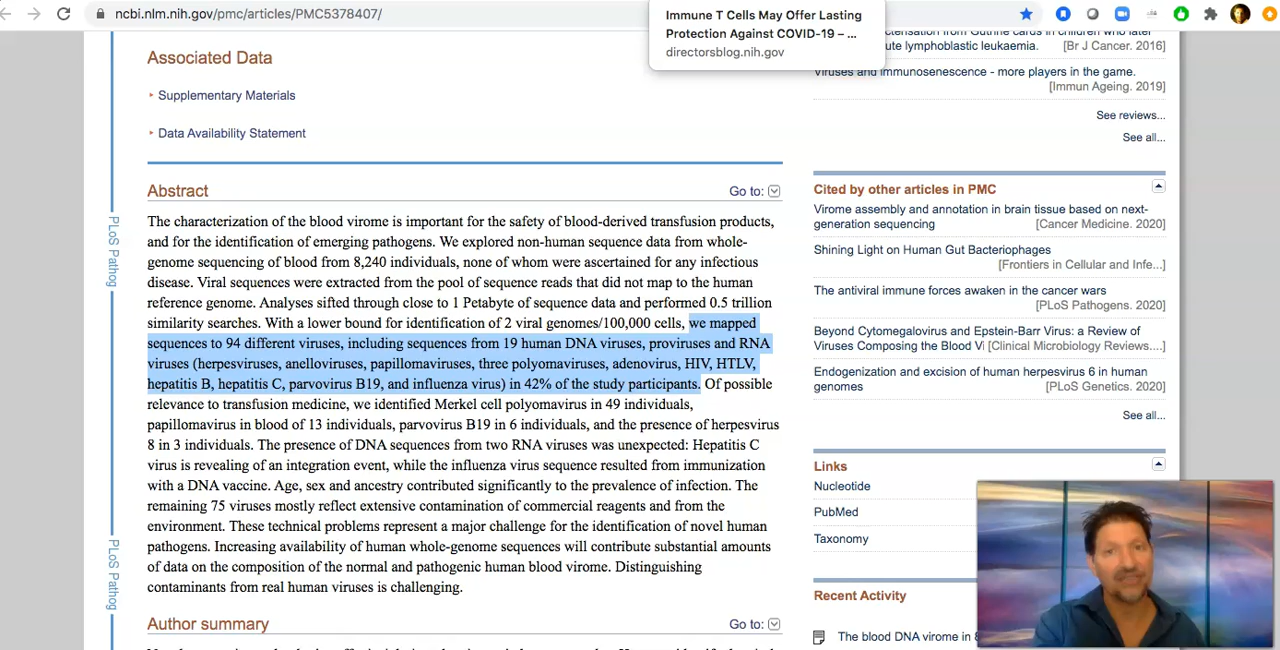 ncbi.nlm.nih.gov/pmc/articles/PMC5378407/
Immune T Cells May Offer Lasting
Protection Against COVID-19 – ...
directorsblog.nih.gov
Associated Data
Supplementary Materials
Data Availability Statement
Abstract
Go to:
The characterization of the blood virome is important for the safety of blood-derived transfusion products,
and for the identification of emerging pathogens. We explored non-human sequence data from whole-
genome sequencing of blood from 8,240 individuals, none of whom were ascertained for any infectious
disease. Viral sequences were extracted from the pool of sequence reads that did not map to the human
reference genome. Analyses sifted through close to 1 Petabyte of sequence data and performed 0.5 trillion
similarity searches. With a lower bound for identification of 2 viral genomes/100,000 cells, we mapped
sequences to 94 different viruses, including sequences from 19 human DNA viruses, proviruses and RNA
viruses (herpesviruses, anelloviruses, papillomaviruses, three polyomaviruses, adenovirus, HIV, HTLV,
hepatitis B, hepatitis C, parvovirus B19, and influenza virus) in 42% of the study participants. Of possible
relevance to transfusion medicine, we identified Merkel cell polyomavirus in 49 individuals,
papillomavirus in blood of 13 individuals, parvovirus B19 in 6 individuals, and the presence of herpesvirus
8 in 3 individuals. The presence of DNA sequences from two RNA viruses was unexpected: Hepatitis C
virus is revealing of an integration event, while the influenza virus sequence resulted from immunization
with a DNA vaccine. Age, sex and ancestry contributed significantly to the prevalence of infection. The
remaining 75 viruses mostly reflect extensive contamination of commercial reagents and from the
environment. These technical problems represent a major challenge for the identification of novel human
pathogens. Increasing availability of human whole-genome sequences will contribute substantial amounts
of data on the composition of the normal and pathogenic human blood virome. Distinguishing
contaminants from real human viruses is challenging.
Author summary
Go to:
PLoS Pathog
PLoS Pathog
from Guthrie cards in children who later
ute lymphoblastic leukaemia. [Br J Cancer. 2016]
Viruses and immunosenescence - more players in the game.
[Immun Ageing. 2019]
See reviews...
See all...
Cited by other articles in PMC
Virome assembly and annotation in brain tissue based on next-
generation sequencing [Cancer Medicine. 2020]
Shining Light on Human Gut Bacteriophages
[Frontiers in Cellular and Infe...]
The antiviral immune forces awaken in the cancer wars
[PLoS Pathogens. 2020]
Beyond Cytomegalovirus and Epstein-Barr Virus: a Review of
Viruses Composing the Blood Vi [Clinical Microbiology Reviews....]
Endogenization and excision of human herpesvirus 6 in human
genomes [PLoS Genetics. 2020]
See all...
Links
Nucleotide
PubMed
Taxonomy
Recent Activity
The blood DNA virome in 8